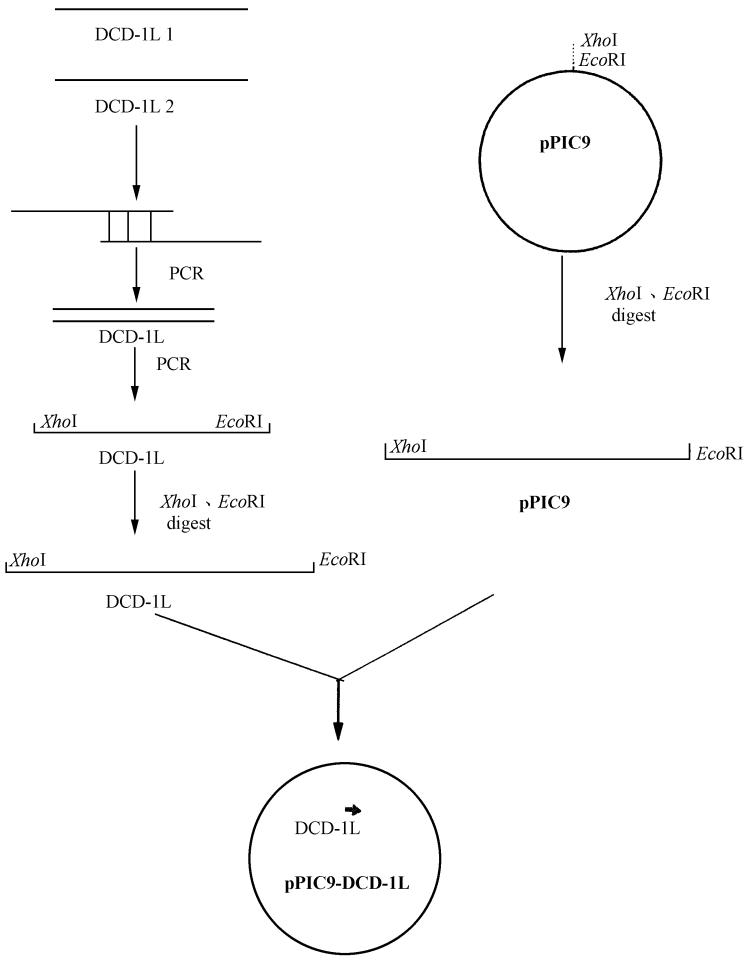 DCD-1L 1
DCD-1L 2
PCR
DCD-1L
PCR
XhoI
EcoRI
DCD-1L
XhoI、EcoRI
digest
XhoI
EcoRI
DCD-1L
XhoI
EcoRI
pPIC9
XhoI、EcoRI
digest
XhoI
EcoRI
pPIC9
DCD-1L
pPIC9-DCD-1L